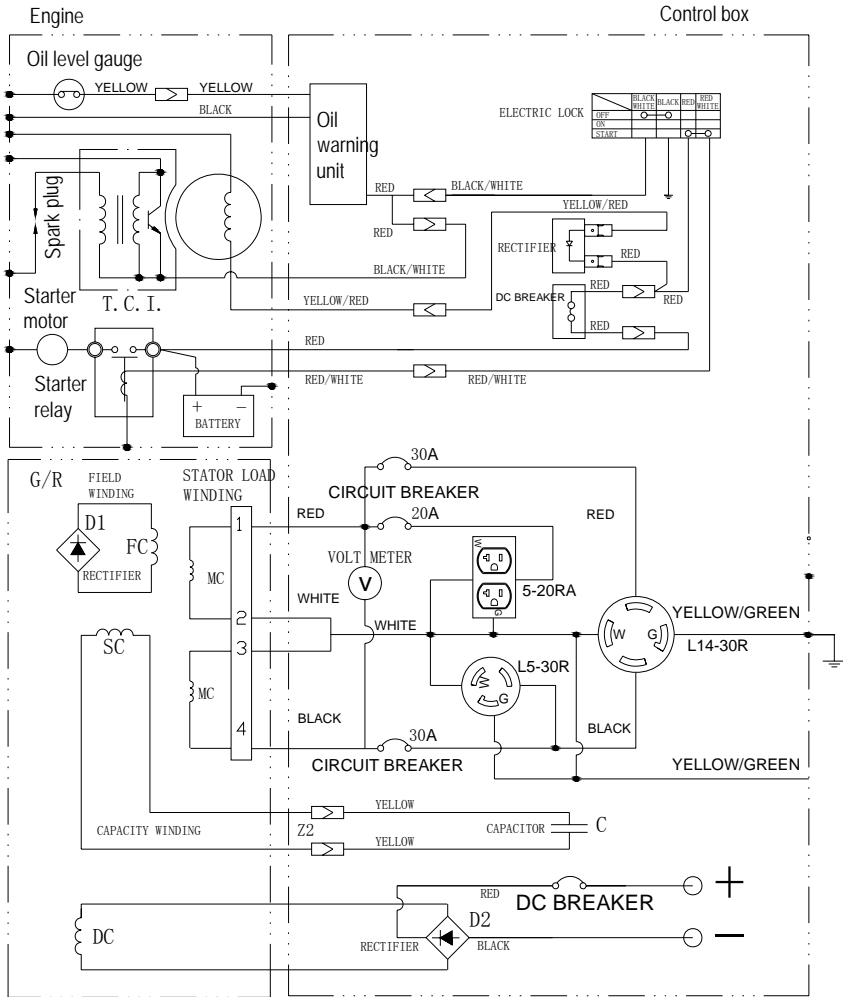 Engine
Control box
Oil level gauge
YELLOW
YELLOW
BLACK
Oil
warning
unit
ELECTRIC LOCK
BLACK WHITE
BLACK
RED
RED WHITE
OFF
ON
START
RED
BLACK/WHITE
RED
BLACK/WHITE
YELLOW/RED
RECTIFIER
RED
DC BREAKER
RED
RED
RED
Spark plug
T. C. I.
YELLOW/RED
Starter
motor
RED
Starter
relay
RED/WHITE
RED/WHITE
+ −
BATTERY
G/R
FIELD
WINDING
STATOR LOAD
WINDING
D1
FC
RECTIFIER
1
2
3
4
MC
MC
SC
RED
30A
CIRCUIT BREAKER
20A
RED
VOLT METER
V
WHITE
WHITE
W
G
5-20RA
W
G
L14-30R
YELLOW/GREEN
L5-30R
W
G
BLACK
30A
BLACK
CIRCUIT BREAKER
YELLOW/GREEN
CAPACITY WINDING
Z2
YELLOW
YELLOW
CAPACITOR
C
DC
RED
DC BREAKER
+
D2
RECTIFIER
BLACK
−